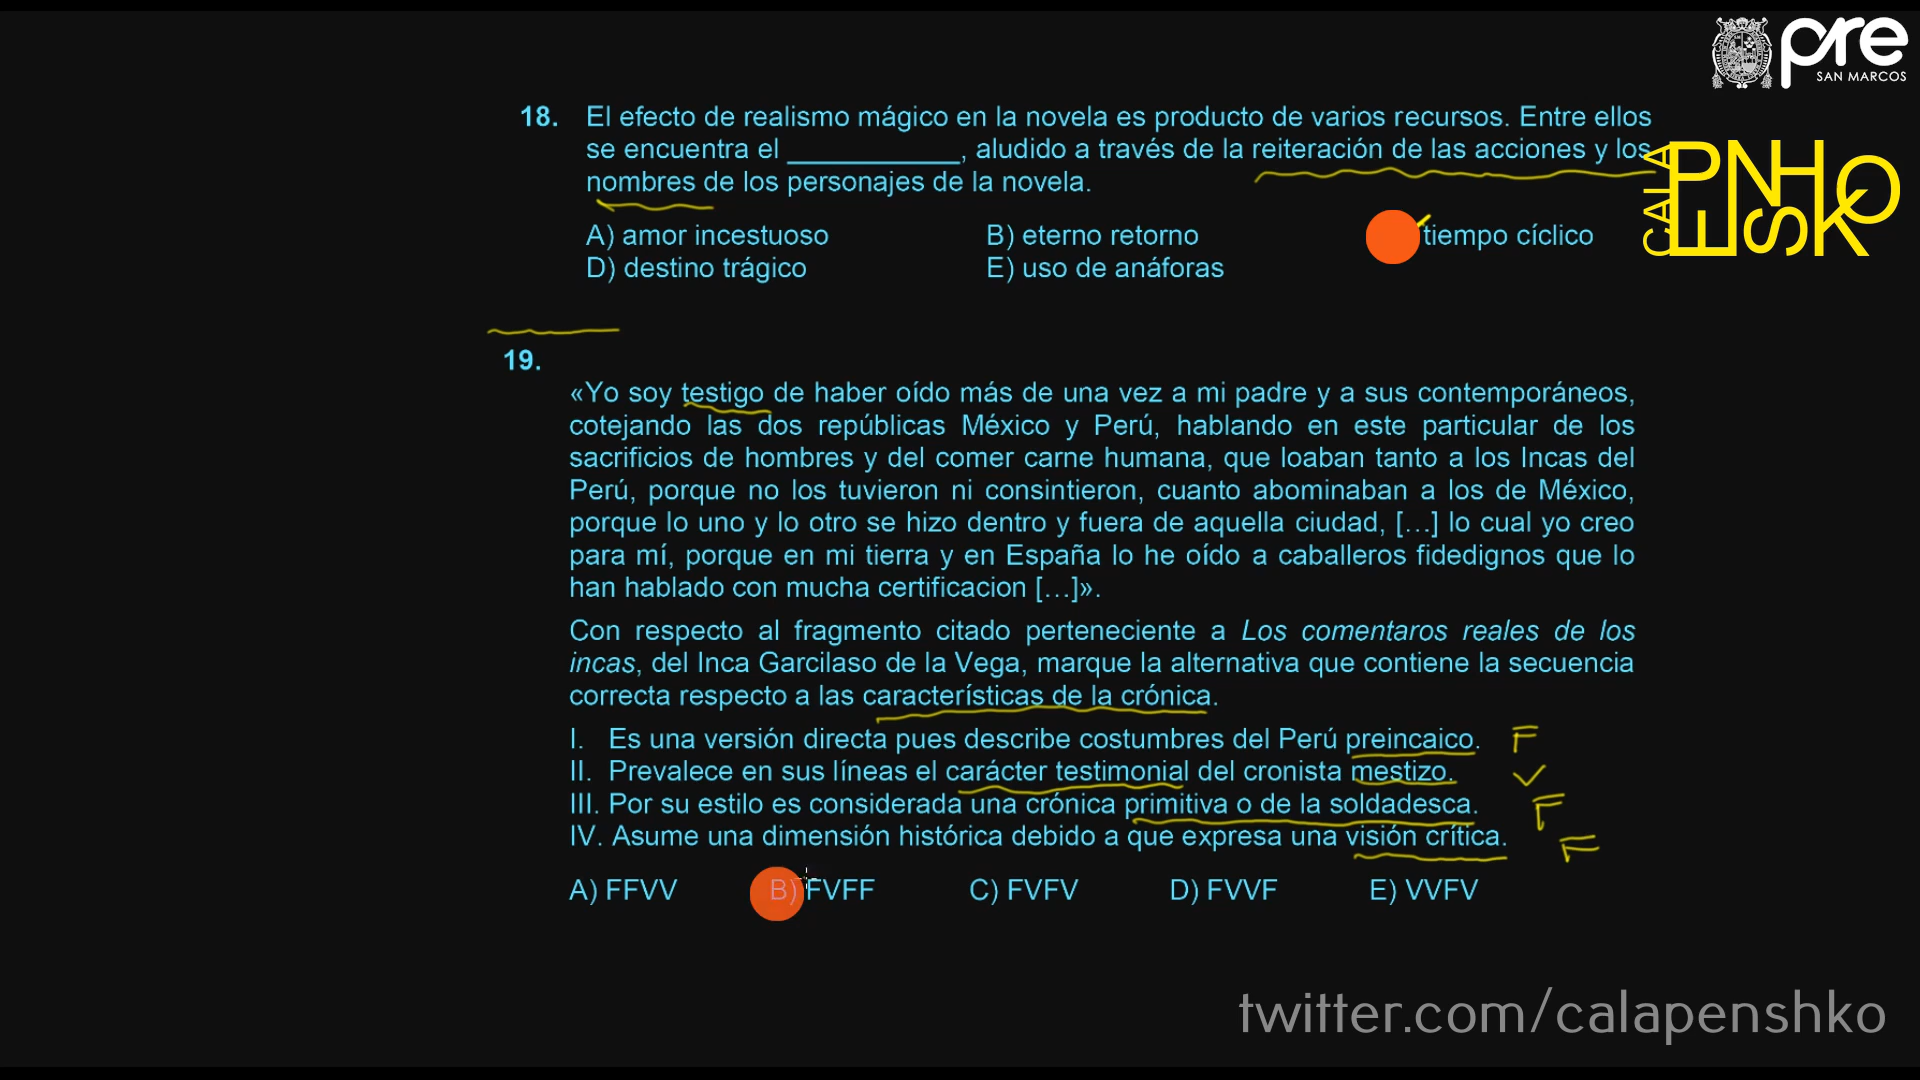 pre
SAN MARCOS
18. El efecto de realismo mágico en la novela es producto de varios recursos. Entre ellos
se encuentra el ____________, aludido a través de la reiteración de las acciones y los
nombres de los personajes de la novela.
CALA
PENSHKO
A) amor incestuoso B) eterno retorno tiempo cíclico
D) destino trágico E) uso de anáforas
19.
«Yo soy testigo de haber oído más de una vez a mi padre y a sus contemporáneos,
cotejando las dos repúblicas México y Perú, hablando en este particular de los
sacrificios de hombres y del comer carne humana, que loaban tanto a los Incas del
Perú, porque no los tuvieron ni consintieron, cuanto abominaban a los de México,
porque lo uno y lo otro se hizo dentro y fuera de aquella ciudad, […] lo cual yo creo
para mí, porque en mi tierra y en España lo he oído a caballeros fidedignos que lo
han hablado con mucha certificacion […]».
Con respecto al fragmento citado perteneciente a Los comentaros reales de los
incas, del Inca Garcilaso de la Vega, marque la alternativa que contiene la secuencia
correcta respecto a las características de la crónica.
I. Es una versión directa pues describe costumbres del Perú preincaico. F
II. Prevalece en sus líneas el carácter testimonial del cronista mestizo. ✓
III. Por su estilo es considerada una crónica primitiva o de la soldadesca. F
IV. Asume una dimensión histórica debido a que expresa una visión crítica. F
A) FFVV B) FVFF C) FVFV D) FVVF E) VVFV
twitter.com/calapenshko